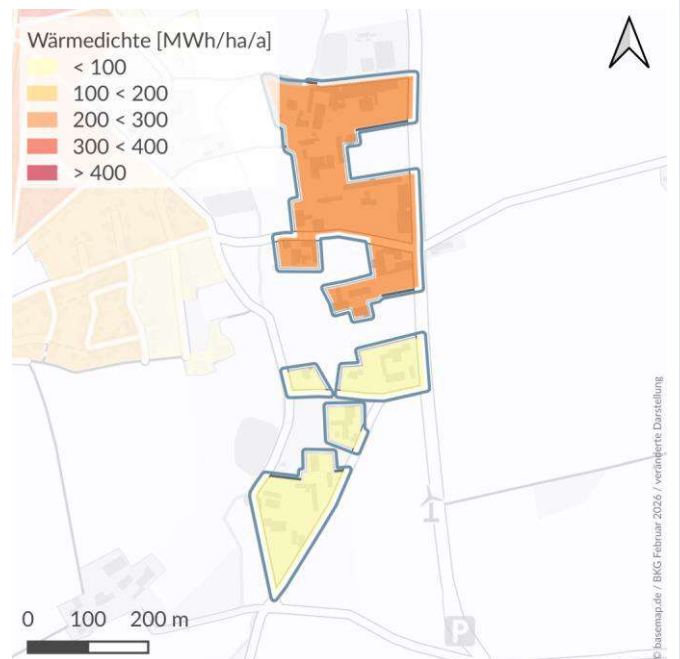 Wärmedichte [MWh/ha/a]
< 100
100 < 200
200 < 300
300 < 400
> 400
0 100 200 m
P
© basemap.de / BKG Februar 2026 / veränderte Darstellung